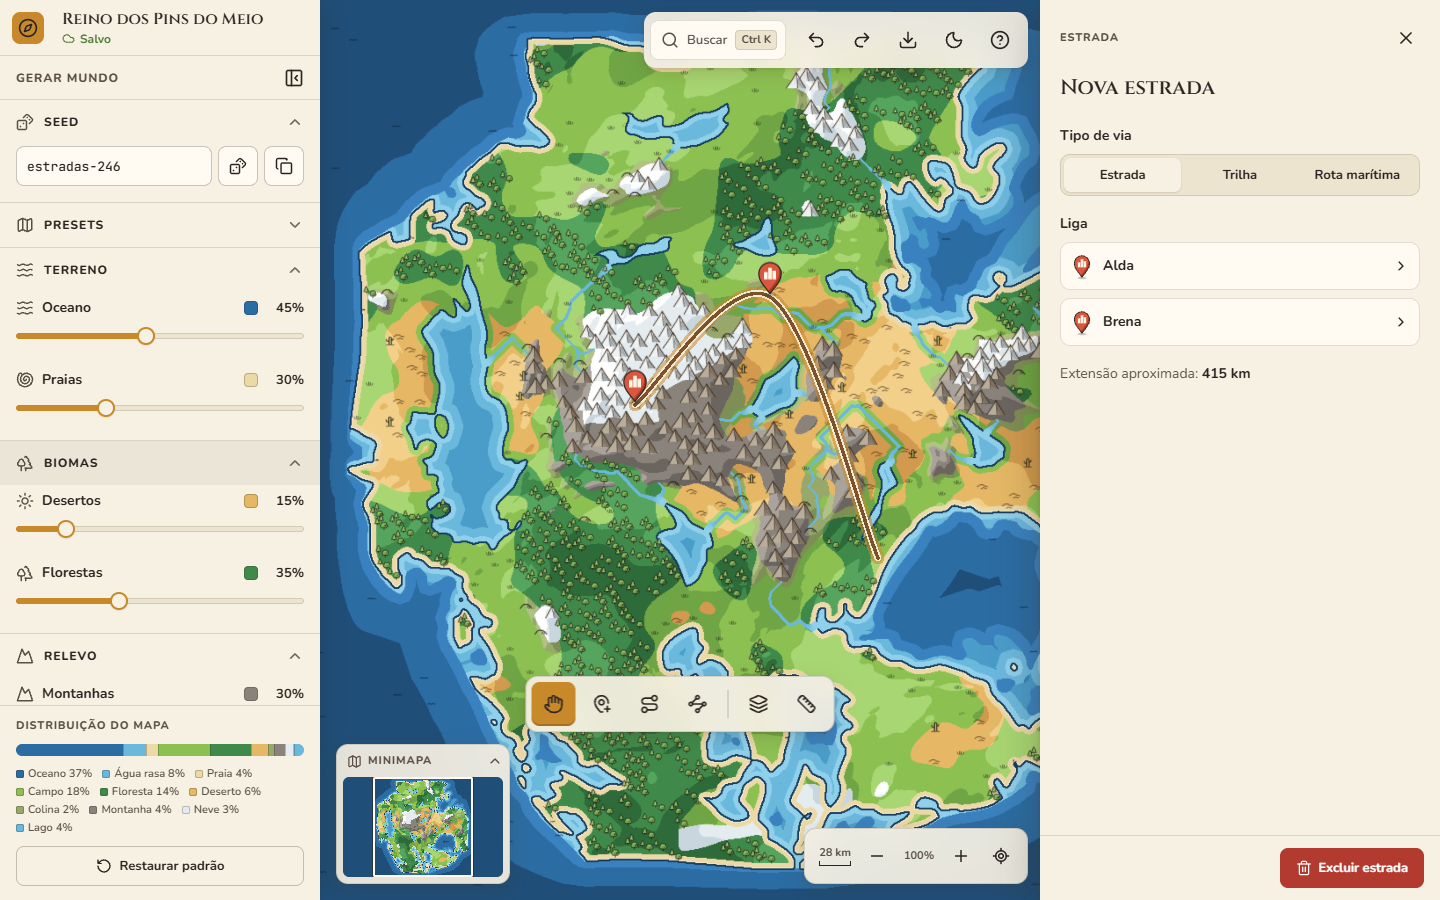 Reino dos Pins do Meio
Salvo
GERAR MUNDO
SEED
estradas-246
PRESETS
TERRENO
Oceano 45%
Praias 30%
BIOMAS
Desertos 15%
Florestas 35%
RELEVO
Montanhas 30%
DISTRIBUIÇÃO DO MAPA
Oceano 37% Água rasa 8% Praia 4%
Campo 18% Floresta 14% Deserto 6%
Colina 2% Montanha 4% Neve 3%
Lago 4%
Restaurar padrão
Buscar Ctrl K
MINIMAPA
28 km 100%
ESTRADA
Nova estrada
Tipo de via
Estrada Trilha Rota marítima
Liga
Alda
Brena
Extensão aproximada: 415 km
Excluir estrada